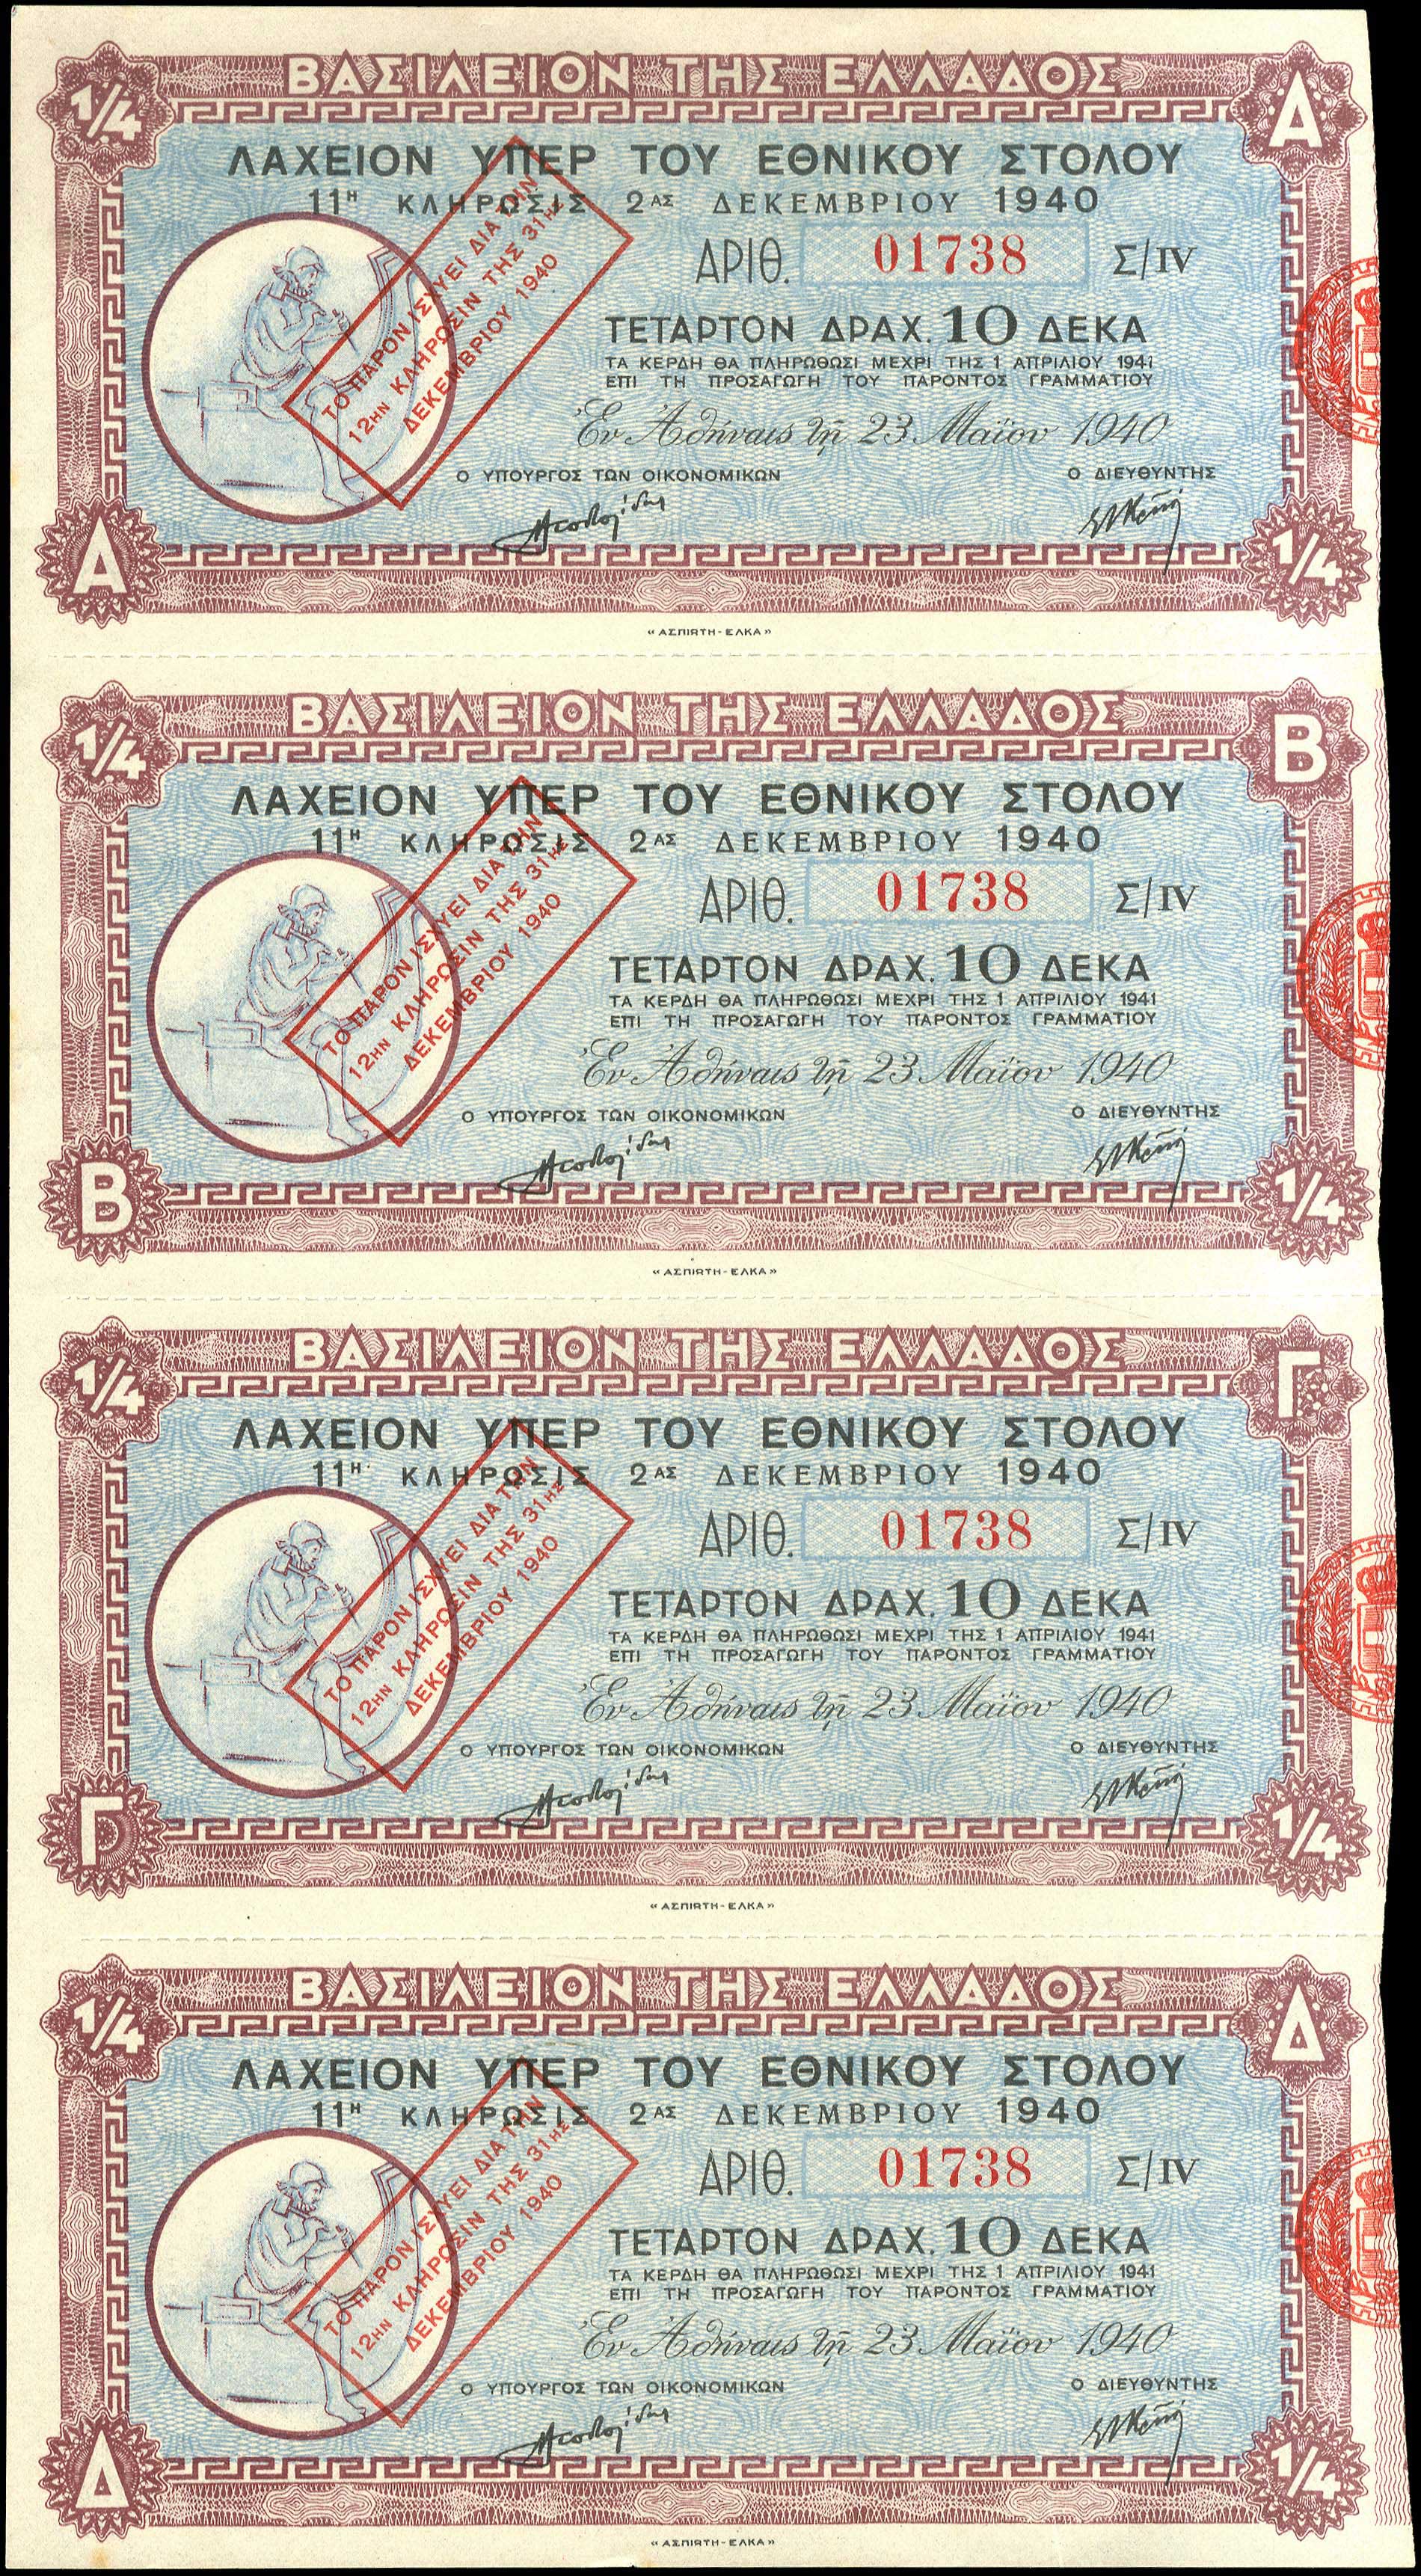 ΒΑΣΙΛΕΙΟΝ ΤΗΣ ΕΛΛΑΔΟΣ
1/4
Α
ΛΑΧΕΙΟΝ ΥΠΕΡ ΤΟΥ ΕΘΝΙΚΟΥ ΣΤΟΛΟΥ
11Η ΚΛΗΡΩΣΙΣ 2ΑΣ ΔΕΚΕΜΒΡΙΟΥ 1940
ΑΡΙΘ. 01738 Σ/IV
ΤΟ ΠΑΡΟΝ ΙΣΧΥΕΙ ΔΙΑ ΤΗΝ
12ΗΝ ΚΛΗΡΩΣΙΝ ΤΗΣ 31ΗΣ
ΔΕΚΕΜΒΡΙΟΥ 1940
ΤΕΤΑΡΤΟΝ ΔΡΑΧ. 10 ΔΕΚΑ
ΤΑ ΚΕΡΔΗ ΘΑ ΠΛΗΡΩΘΩΣΙ ΜΕΧΡΙ ΤΗΣ 1 ΑΠΡΙΛΙΟΥ 1941
ΕΠΙ ΤΗ ΠΡΟΣΑΓΩΓΗ ΤΟΥ ΠΑΡΟΝΤΟΣ ΓΡΑΜΜΑΤΙΟΥ
Ἐν Ἀθήναις τῇ 23 Μαΐου 1940
Ο ΥΠΟΥΡΓΟΣ ΤΩΝ ΟΙΚΟΝΟΜΙΚΩΝ
Ο ΔΙΕΥΘΥΝΤΗΣ
Α
1/4
«ΑΣΠΙΩΤΗ-ΕΛΚΑ»
ΒΑΣΙΛΕΙΟΝ ΤΗΣ ΕΛΛΑΔΟΣ
1/4
Β
ΛΑΧΕΙΟΝ ΥΠΕΡ ΤΟΥ ΕΘΝΙΚΟΥ ΣΤΟΛΟΥ
11Η ΚΛΗΡΩΣΙΣ 2ΑΣ ΔΕΚΕΜΒΡΙΟΥ 1940
ΑΡΙΘ. 01738 Σ/IV
ΤΟ ΠΑΡΟΝ ΙΣΧΥΕΙ ΔΙΑ ΤΗΝ
12ΗΝ ΚΛΗΡΩΣΙΝ ΤΗΣ 31ΗΣ
ΔΕΚΕΜΒΡΙΟΥ 1940
ΤΕΤΑΡΤΟΝ ΔΡΑΧ. 10 ΔΕΚΑ
ΤΑ ΚΕΡΔΗ ΘΑ ΠΛΗΡΩΘΩΣΙ ΜΕΧΡΙ ΤΗΣ 1 ΑΠΡΙΛΙΟΥ 1941
ΕΠΙ ΤΗ ΠΡΟΣΑΓΩΓΗ ΤΟΥ ΠΑΡΟΝΤΟΣ ΓΡΑΜΜΑΤΙΟΥ
Ἐν Ἀθήναις τῇ 23 Μαΐου 1940
Ο ΥΠΟΥΡΓΟΣ ΤΩΝ ΟΙΚΟΝΟΜΙΚΩΝ
Ο ΔΙΕΥΘΥΝΤΗΣ
Β
1/4
«ΑΣΠΙΩΤΗ-ΕΛΚΑ»
ΒΑΣΙΛΕΙΟΝ ΤΗΣ ΕΛΛΑΔΟΣ
1/4
Γ
ΛΑΧΕΙΟΝ ΥΠΕΡ ΤΟΥ ΕΘΝΙΚΟΥ ΣΤΟΛΟΥ
11Η ΚΛΗΡΩΣΙΣ 2ΑΣ ΔΕΚΕΜΒΡΙΟΥ 1940
ΑΡΙΘ. 01738 Σ/IV
ΤΟ ΠΑΡΟΝ ΙΣΧΥΕΙ ΔΙΑ ΤΗΝ
12ΗΝ ΚΛΗΡΩΣΙΝ ΤΗΣ 31ΗΣ
ΔΕΚΕΜΒΡΙΟΥ 1940
ΤΕΤΑΡΤΟΝ ΔΡΑΧ. 10 ΔΕΚΑ
ΤΑ ΚΕΡΔΗ ΘΑ ΠΛΗΡΩΘΩΣΙ ΜΕΧΡΙ ΤΗΣ 1 ΑΠΡΙΛΙΟΥ 1941
ΕΠΙ ΤΗ ΠΡΟΣΑΓΩΓΗ ΤΟΥ ΠΑΡΟΝΤΟΣ ΓΡΑΜΜΑΤΙΟΥ
Ἐν Ἀθήναις τῇ 23 Μαΐου 1940
Ο ΥΠΟΥΡΓΟΣ ΤΩΝ ΟΙΚΟΝΟΜΙΚΩΝ
Ο ΔΙΕΥΘΥΝΤΗΣ
Γ
1/4
«ΑΣΠΙΩΤΗ-ΕΛΚΑ»
ΒΑΣΙΛΕΙΟΝ ΤΗΣ ΕΛΛΑΔΟΣ
1/4
Δ
ΛΑΧΕΙΟΝ ΥΠΕΡ ΤΟΥ ΕΘΝΙΚΟΥ ΣΤΟΛΟΥ
11Η ΚΛΗΡΩΣΙΣ 2ΑΣ ΔΕΚΕΜΒΡΙΟΥ 1940
ΑΡΙΘ. 01738 Σ/IV
ΤΟ ΠΑΡΟΝ ΙΣΧΥΕΙ ΔΙΑ ΤΗΝ
12ΗΝ ΚΛΗΡΩΣΙΝ ΤΗΣ 31ΗΣ
ΔΕΚΕΜΒΡΙΟΥ 1940
ΤΕΤΑΡΤΟΝ ΔΡΑΧ. 10 ΔΕΚΑ
ΤΑ ΚΕΡΔΗ ΘΑ ΠΛΗΡΩΘΩΣΙ ΜΕΧΡΙ ΤΗΣ 1 ΑΠΡΙΛΙΟΥ 1941
ΕΠΙ ΤΗ ΠΡΟΣΑΓΩΓΗ ΤΟΥ ΠΑΡΟΝΤΟΣ ΓΡΑΜΜΑΤΙΟΥ
Ἐν Ἀθήναις τῇ 23 Μαΐου 1940
Ο ΥΠΟΥΡΓΟΣ ΤΩΝ ΟΙΚΟΝΟΜΙΚΩΝ
Ο ΔΙΕΥΘΥΝΤΗΣ
Δ
1/4
«ΑΣΠΙΩΤΗ-ΕΛΚΑ»